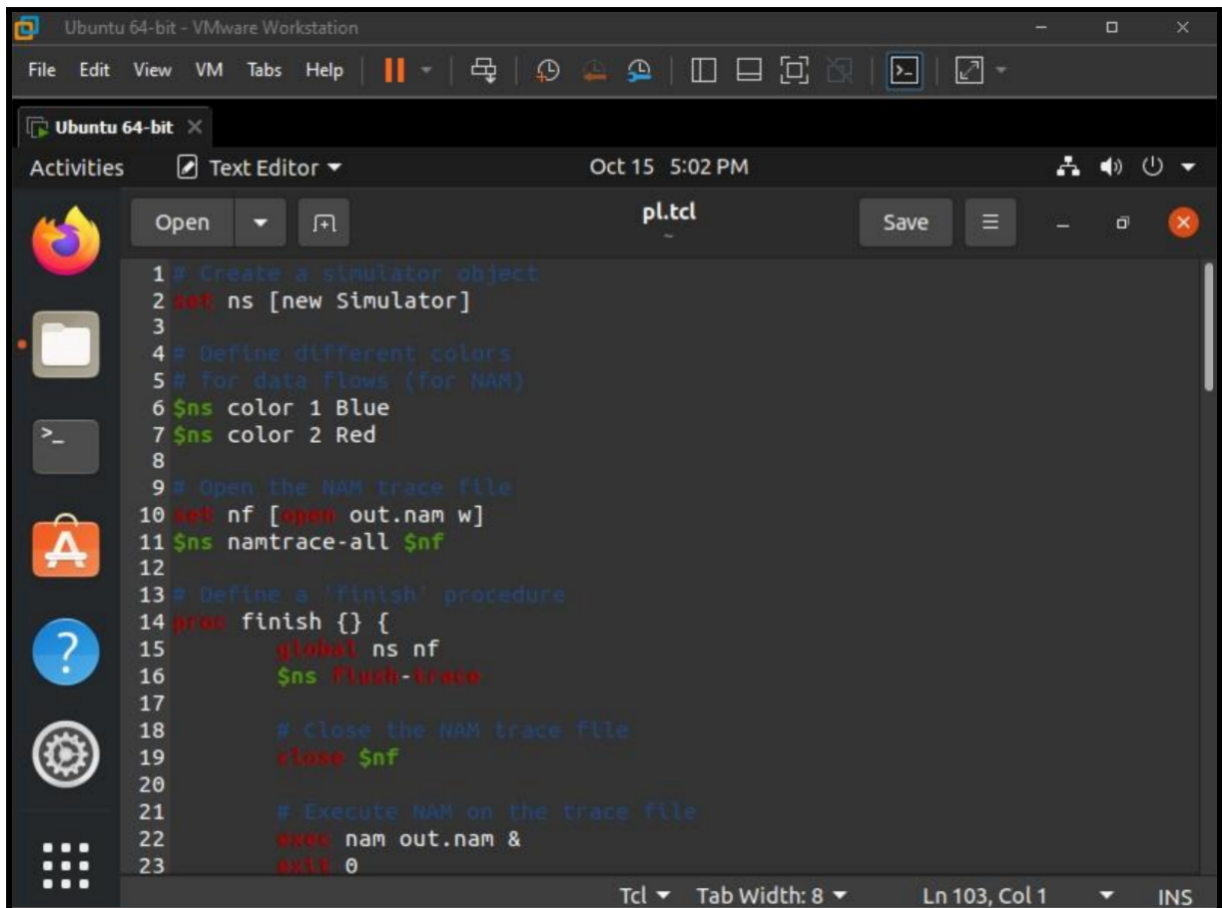 Ubuntu 64-bit - VMware Workstation
File Edit View VM Tabs Help
Ubuntu 64-bit
Activities Text Editor Oct 15 5:02 PM
Open pl.tcl Save
~
1 # Create a simulator object
2 set ns [new Simulator]
3
4 # Define different colors
5 # for data flows (for NAM)
6 $ns color 1 Blue
7 $ns color 2 Red
8
9 # Open the NAM trace file
10 set nf [open out.nam w]
11 $ns namtrace-all $nf
12
13 # Define a 'finish' procedure
14 proc finish {} {
15 global ns nf
16 $ns flush-trace
17
18 # Close the NAM trace file
19 close $nf
20
21 # Execute NAM on the trace file
22 exec nam out.nam &
23 exit 0
Tcl Tab Width: 8 Ln 103, Col 1 INS